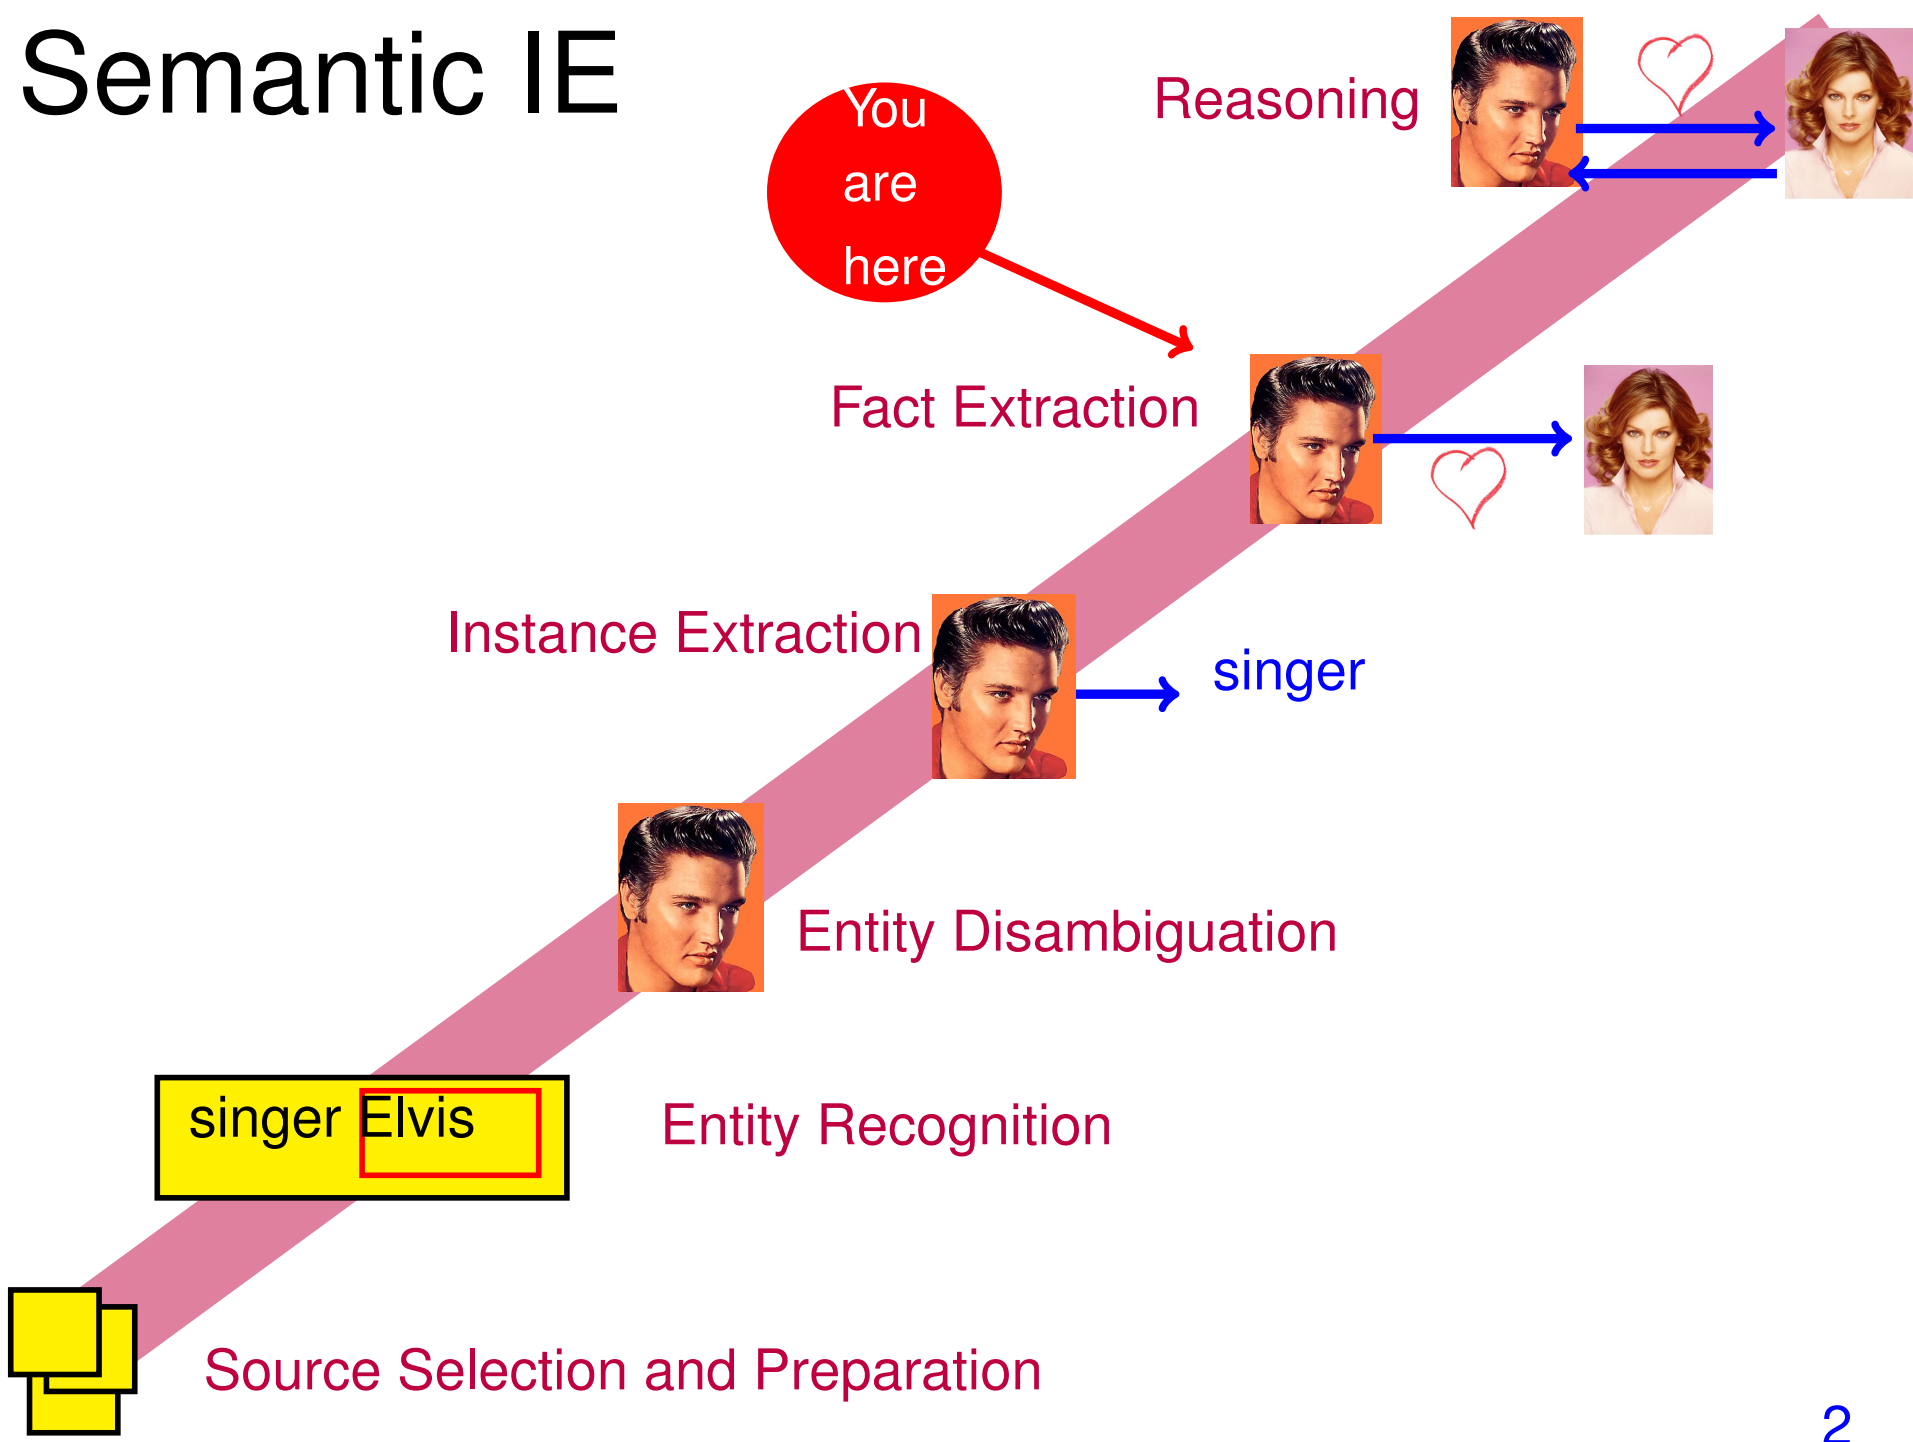 Semantic IE
You
are
here
Reasoning
Fact Extraction
Instance Extraction
singer
Entity Disambiguation
singer Elvis
Entity Recognition
Source Selection and Preparation
2